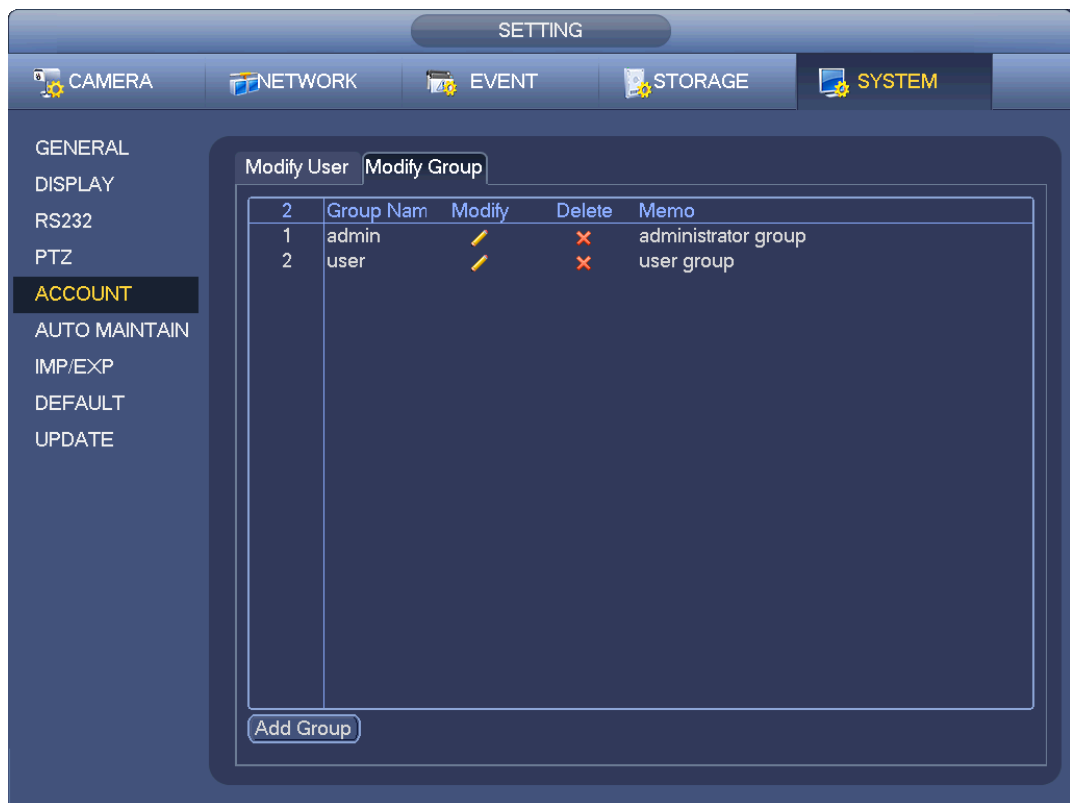 SETTING
CAMERA NETWORK EVENT STORAGE SYSTEM
GENERAL
DISPLAY
RS232
PTZ
ACCOUNT
AUTO MAINTAIN
IMP/EXP
DEFAULT
UPDATE
Modify User Modify Group
2 Group Nam Modify Delete Memo
1 admin administrator group
2 user user group
Add Group